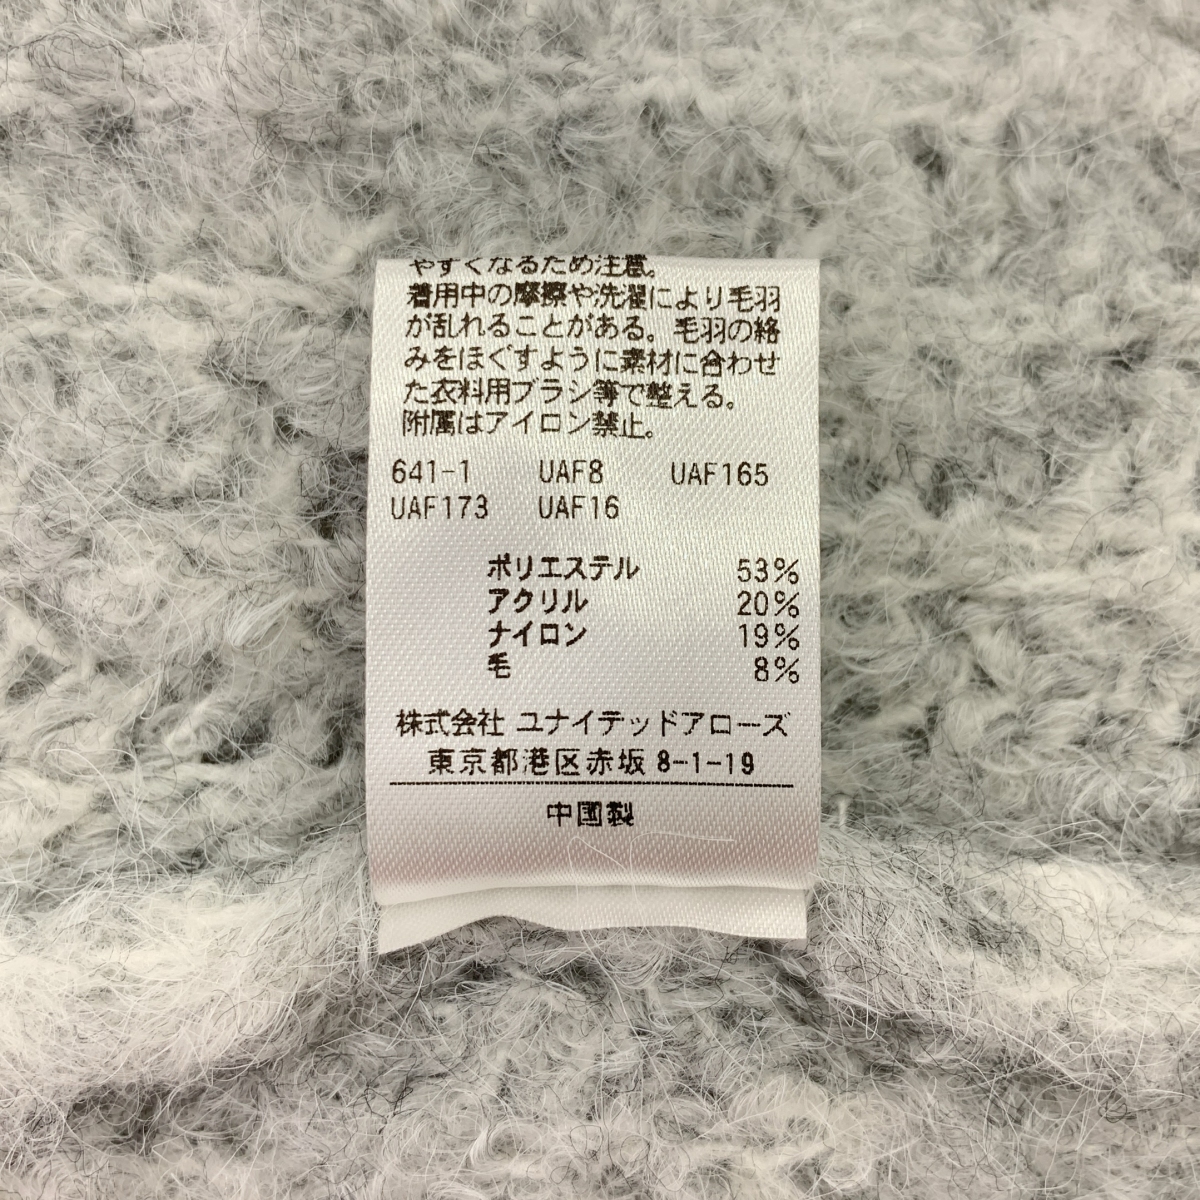 やすくなるため注意。
着用中の摩擦や洗濯により毛羽
が乱れることがある。毛羽の絡
みをほぐすように素材に合わせ
た衣料用ブラシ等で整える。
附属はアイロン禁止。
641-1 UAF8 UAF165
UAF173 UAF16
ポリエステル 53%
アクリル 20%
ナイロン 19%
毛 8%
株式会社 ユナイテッドアローズ
東京都港区赤坂 8-1-19
中国製